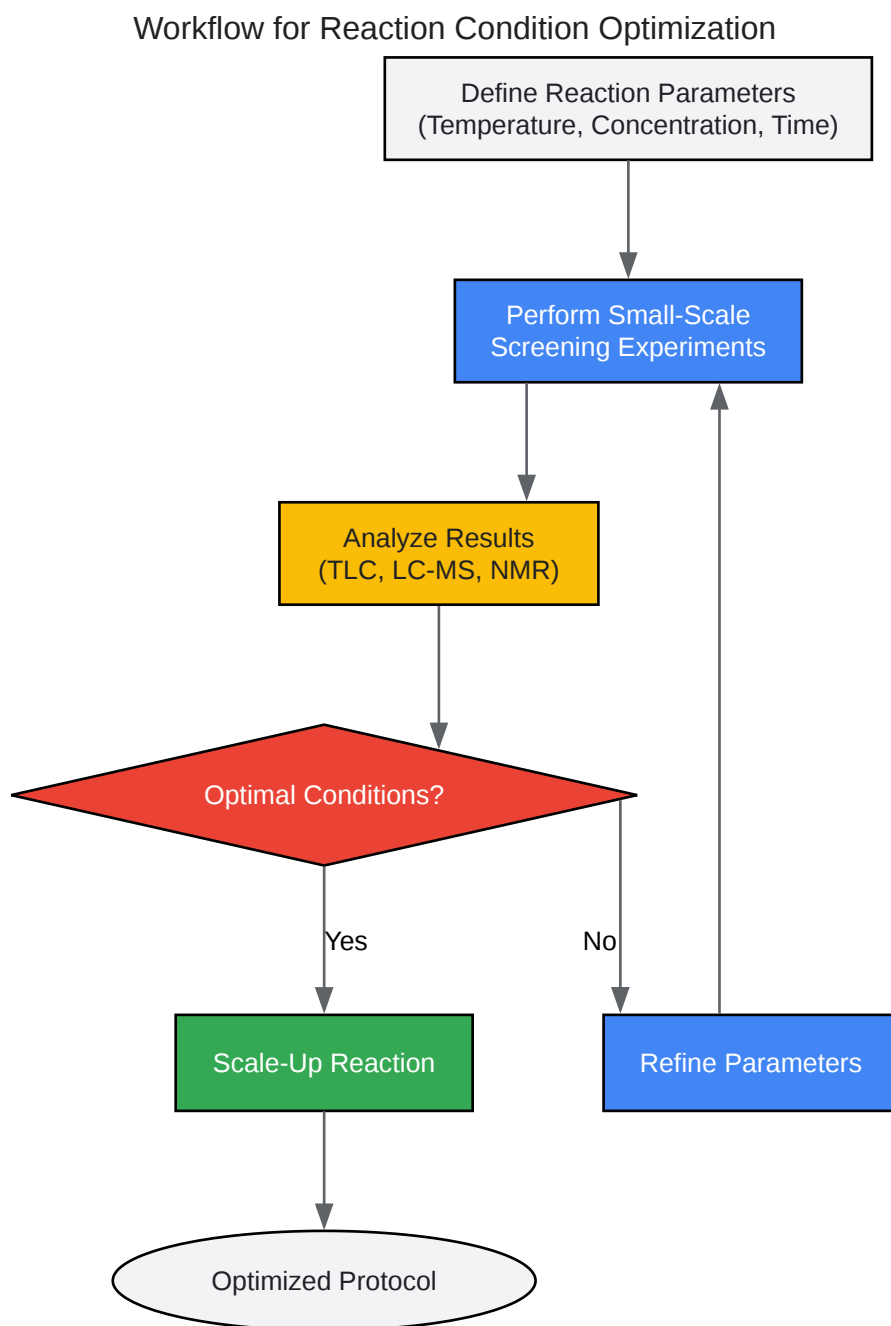 Workflow for Reaction Condition Optimization
Define Reaction Parameters
(Temperature, Concentration, Time)
Perform Small-Scale
Screening Experiments
Analyze Results
(TLC, LC-MS, NMR)
Optimal Conditions?
Yes
No
Scale-Up Reaction
Refine Parameters
Optimized Protocol